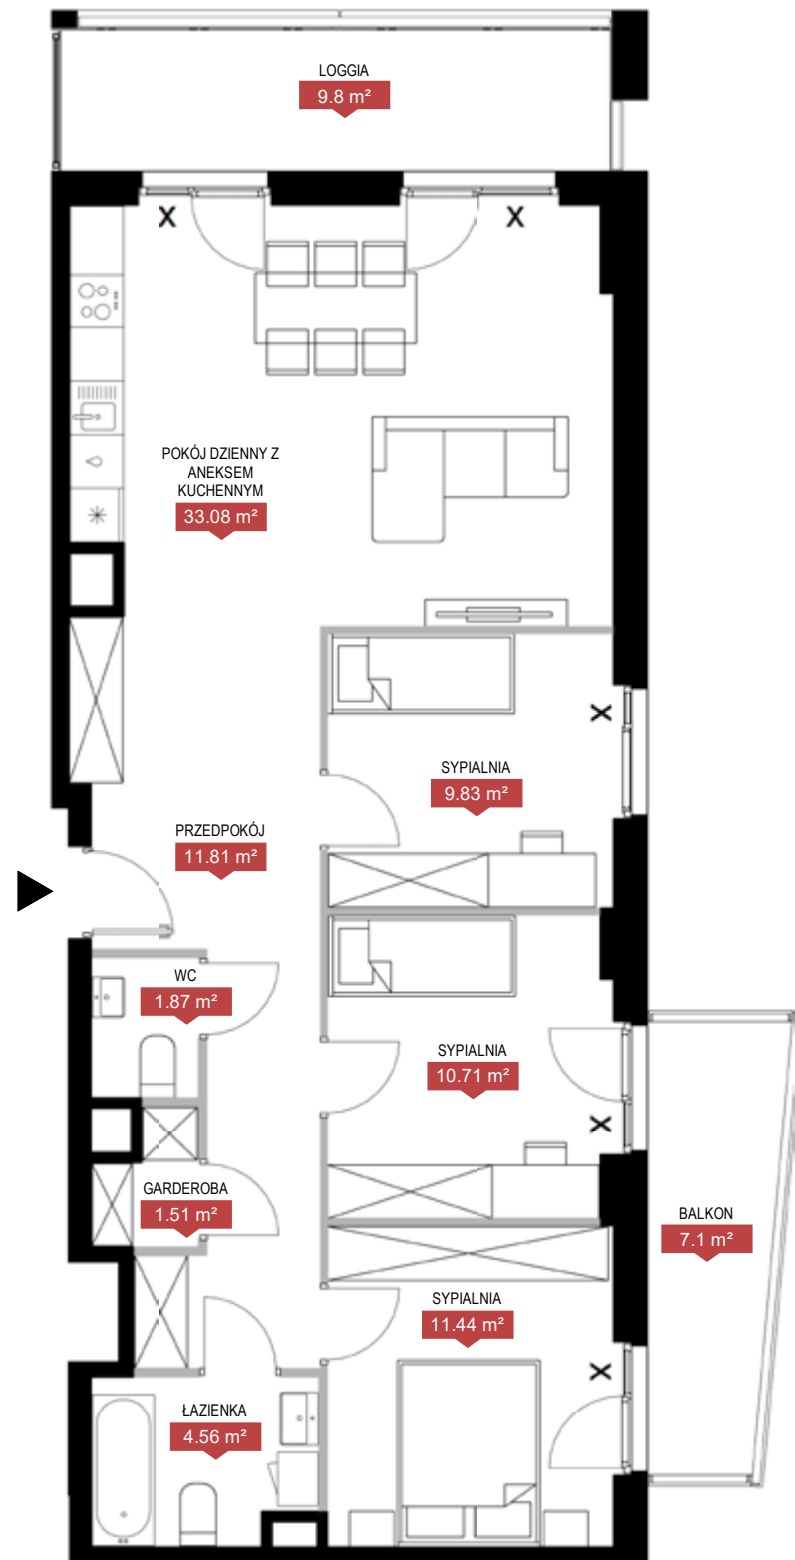 LOGGIA
9.8 m²
X
X
POKÓJ DZIENNY Z
ANEKSEM
KUCHENNYM
33.08 m²
X
SYPIALNIA
9.83 m²
PRZEDPOKÓJ
11.81 m²
WC
1.87 m²
SYPIALNIA
10.71 m²
X
GARDEROBA
1.51 m²
BALKON
7.1 m²
SYPIALNIA
11.44 m²
X
ŁAZIENKA
4.56 m²